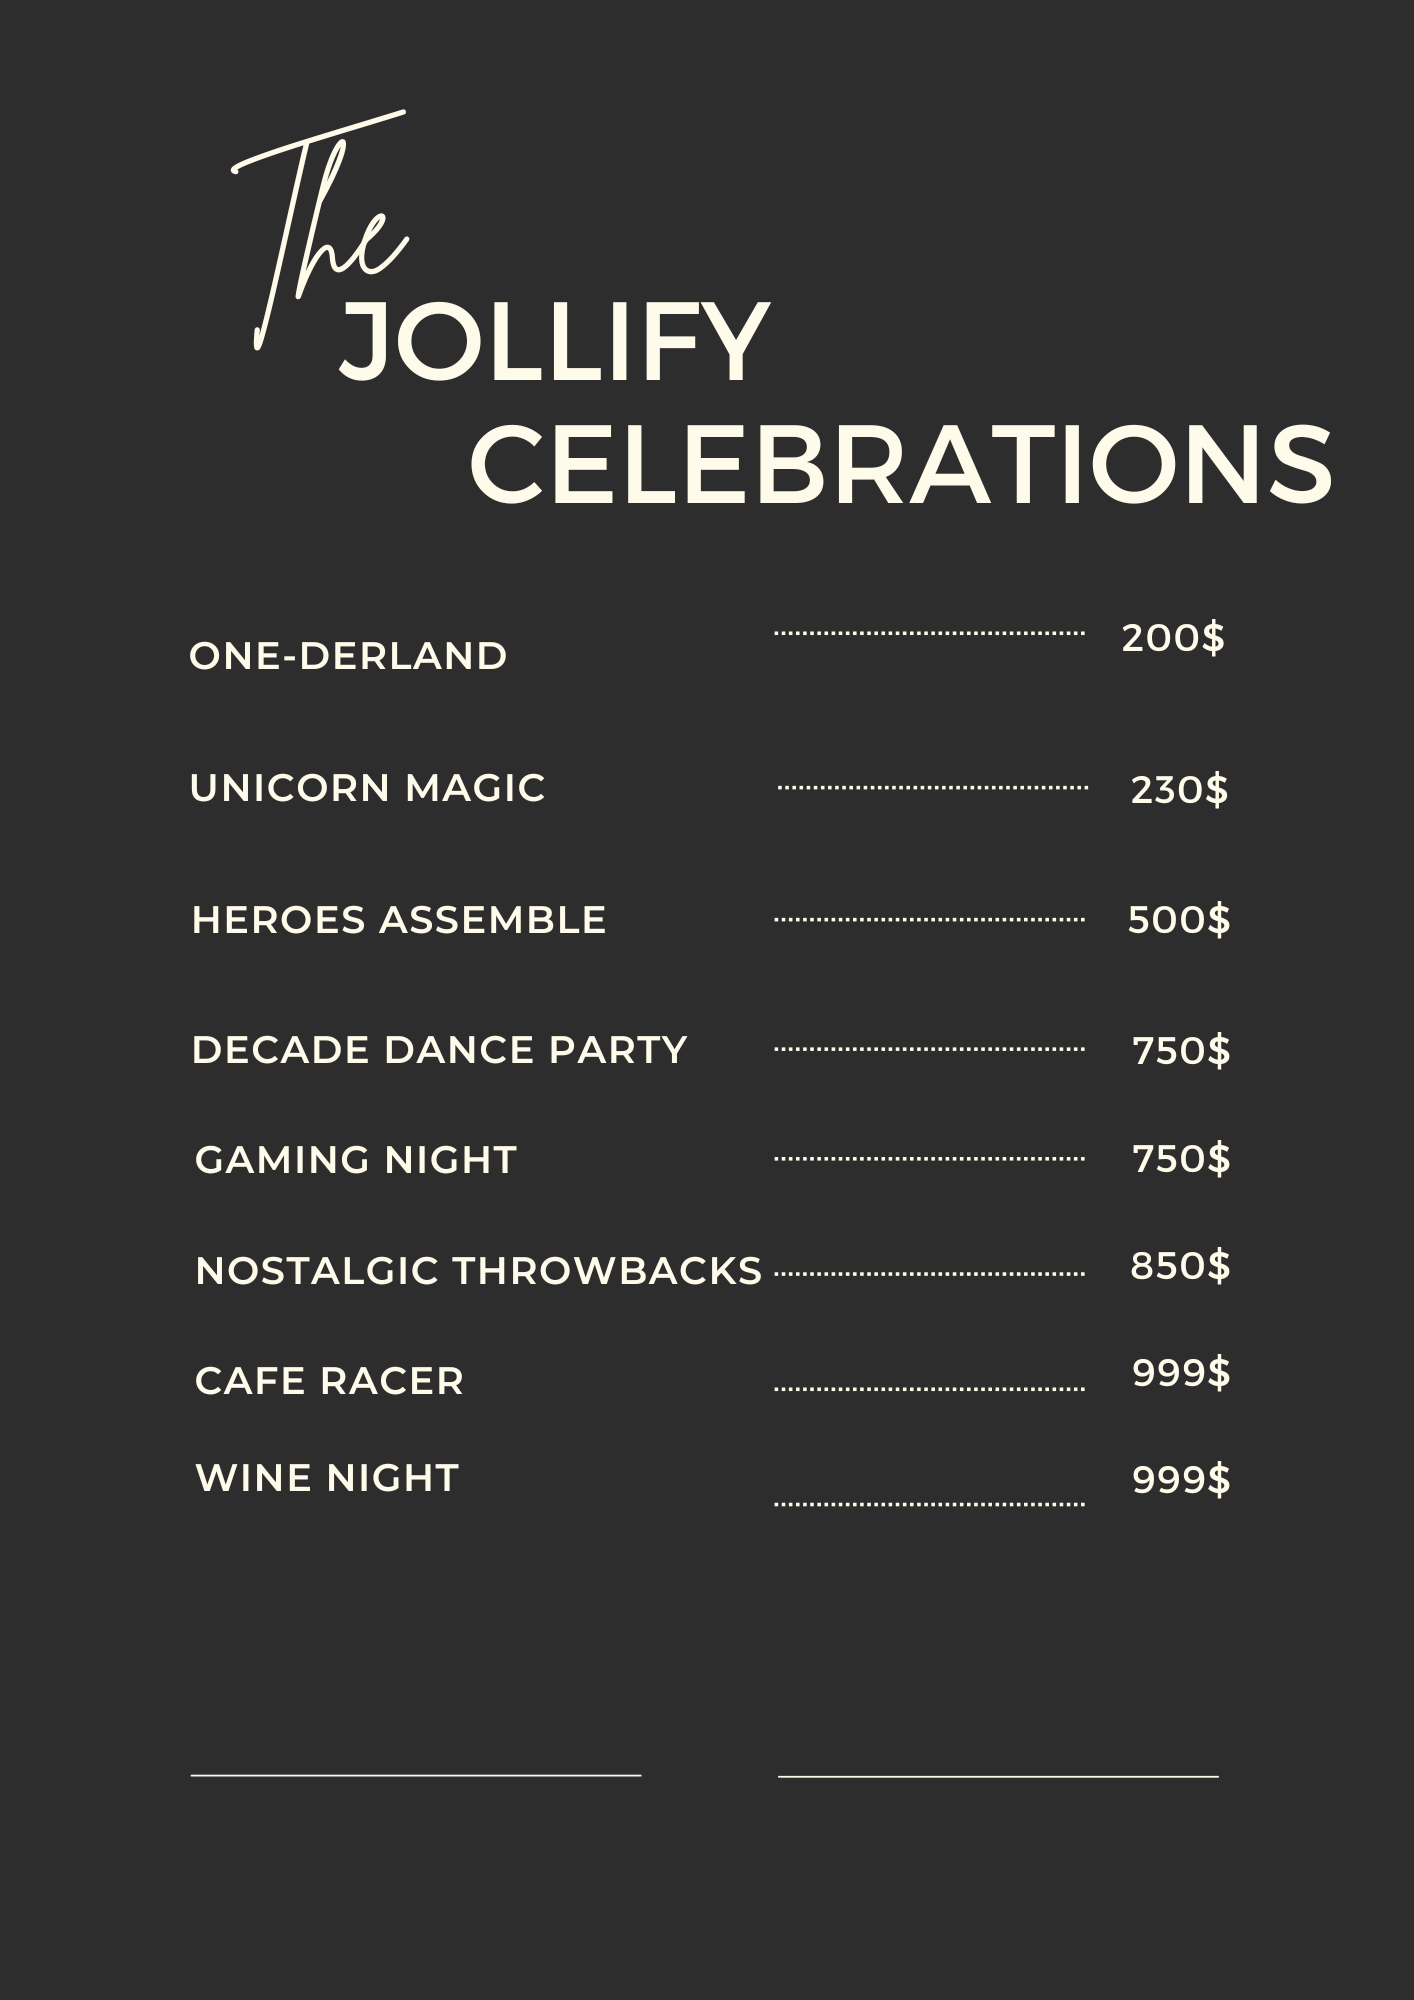 The
JOLLIFY
CELEBRATIONS
ONE-DERLAND 200$
UNICORN MAGIC 230$
HEROES ASSEMBLE 500$
DECADE DANCE PARTY 750$
GAMING NIGHT 750$
NOSTALGIC THROWBACKS 850$
CAFE RACER 999$
WINE NIGHT 999$